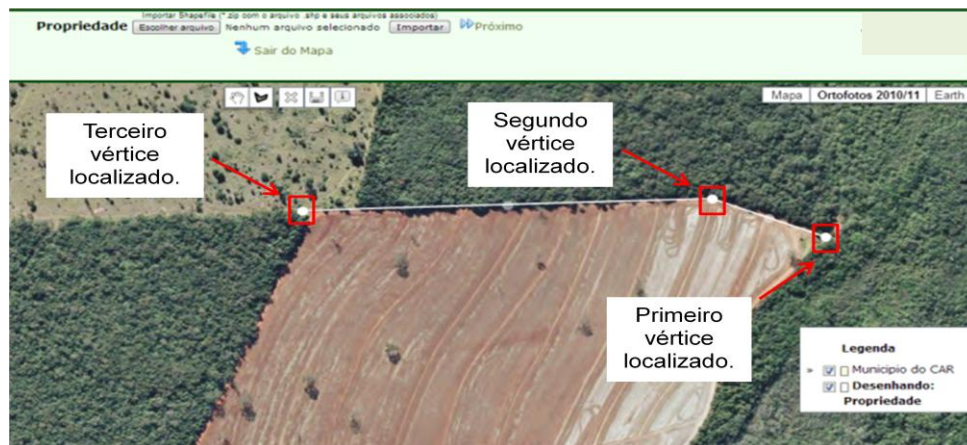 Importar Shapefile (*.zip com o arquivo .shp e seus arquivos associados)
Propriedade Escolher arquivo Nenhum arquivo selecionado Importar Próximo
Sair do Mapa
Mapa Ortofotos 2010/11 Earth
Terceiro
vértice
localizado.
Segundo
vértice
localizado.
Primeiro
vértice
localizado.
Legenda
Municipio do CAR
Desenhando:
Propriedade